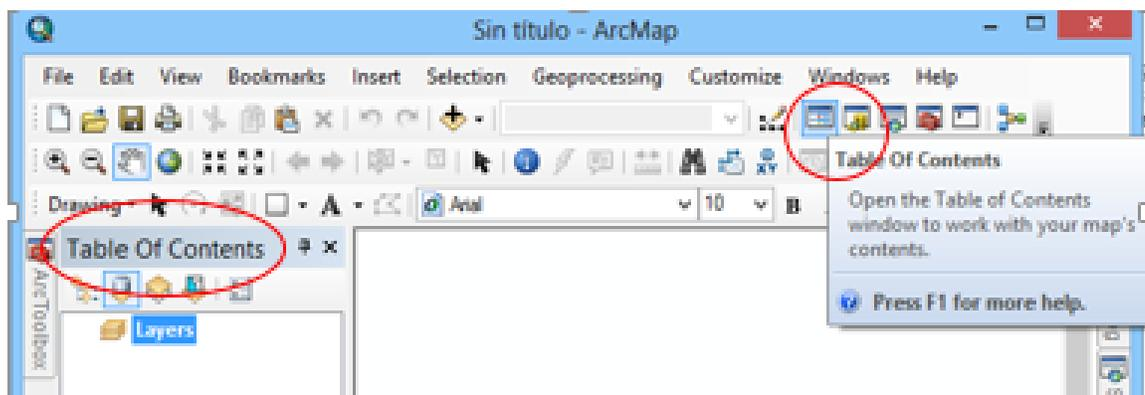 Sin título - ArcMap
File Edit View Bookmarks Insert Selection Geoprocessing Customize Windows Help
Drawing Arial 10 B
Table Of Contents
Open the Table of Contents
window to work with your map's
contents.
Press F1 for more help.
Table Of Contents
ArcToolbox
Layers